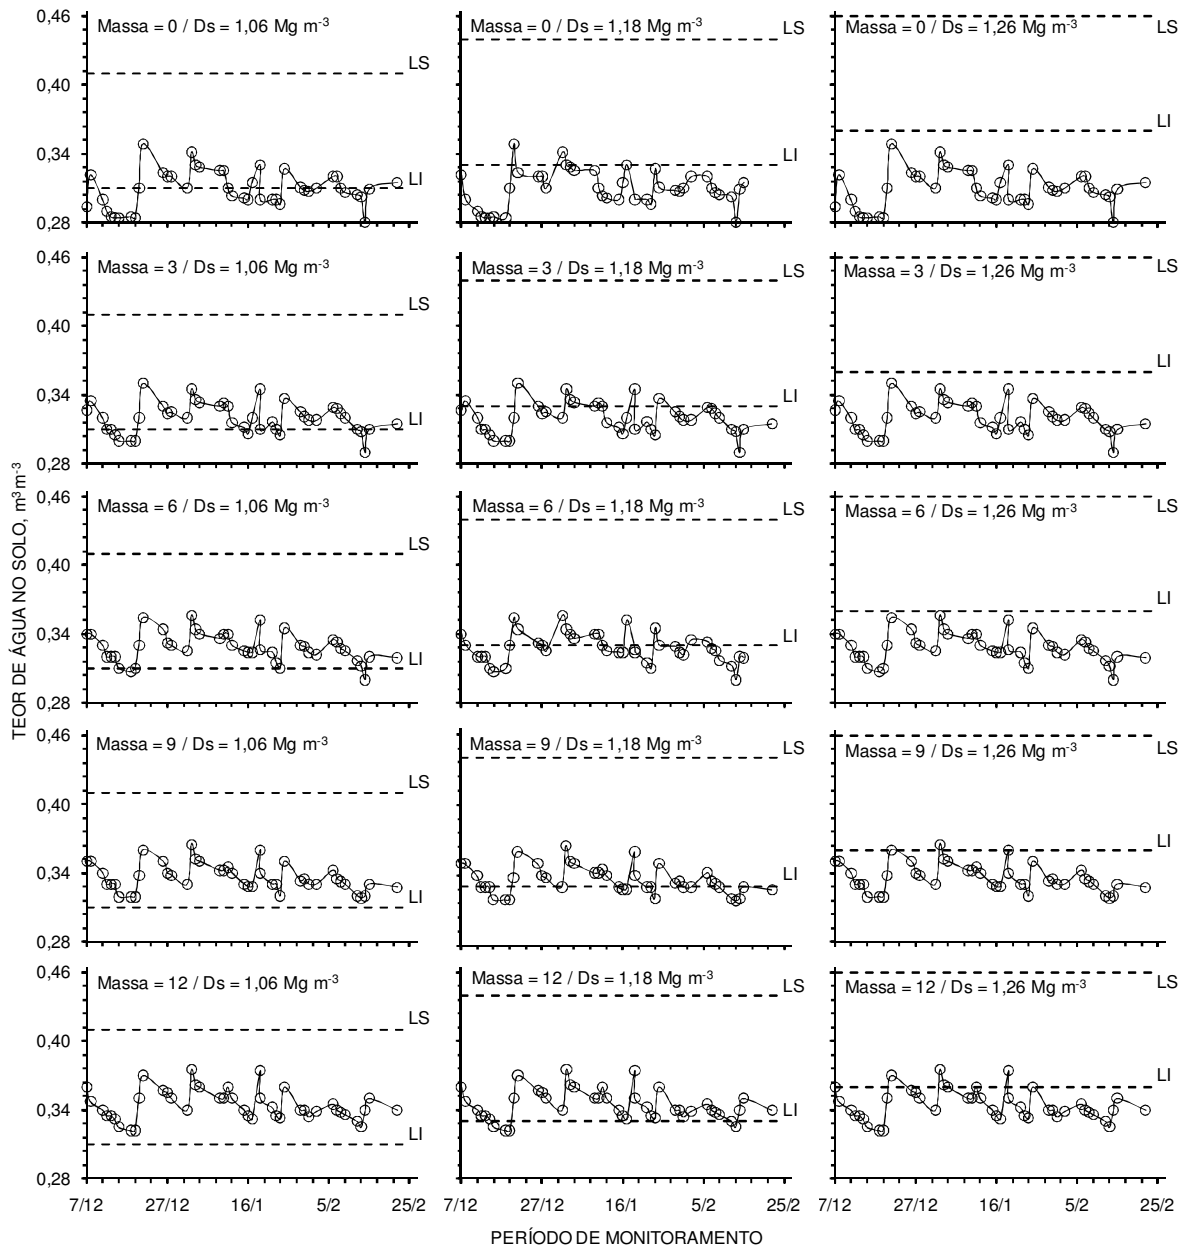 0,46
Massa = 0 / Ds = 1,06 Mg m-3
Massa = 0 / Ds = 1,18 Mg m-3
LS
Massa = 0 / Ds = 1,26 Mg m-3
LS
LS
0,40
0,34
LI
LI
LI
0,28
0,46
Massa = 3 / Ds = 1,06 Mg m-3
Massa = 3 / Ds = 1,18 Mg m-3
LS
Massa = 3 / Ds = 1,26 Mg m-3
LS
LS
0,40
0,34
LI
LI
LI
0,28
TEOR DE ÁGUA NO SOLO, m³ m-3
0,46
Massa = 6 / Ds = 1,06 Mg m-3
Massa = 6 / Ds = 1,18 Mg m-3
LS
Massa = 6 / Ds = 1,26 Mg m-3
LS
LS
0,40
0,34
LI
LI
LI
0,28
0,46
Massa = 9 / Ds = 1,06 Mg m-3
Massa = 9 / Ds = 1,18 Mg m-3
LS
Massa = 9 / Ds = 1,26 Mg m-3
LS
LS
0,40
0,34
LI
LI
LI
0,28
0,46
Massa = 12 / Ds = 1,06 Mg m-3
Massa = 12 / Ds = 1,18 Mg m-3
LS
Massa = 12 / Ds = 1,26 Mg m-3
LS
LS
0,40
0,34
LI
LI
LI
0,28
7/12 27/12 16/1 5/2 25/2
7/12 27/12 16/1 5/2 25/2
7/12 27/12 16/1 5/2 25/2
PERÍODO DE MONITORAMENTO